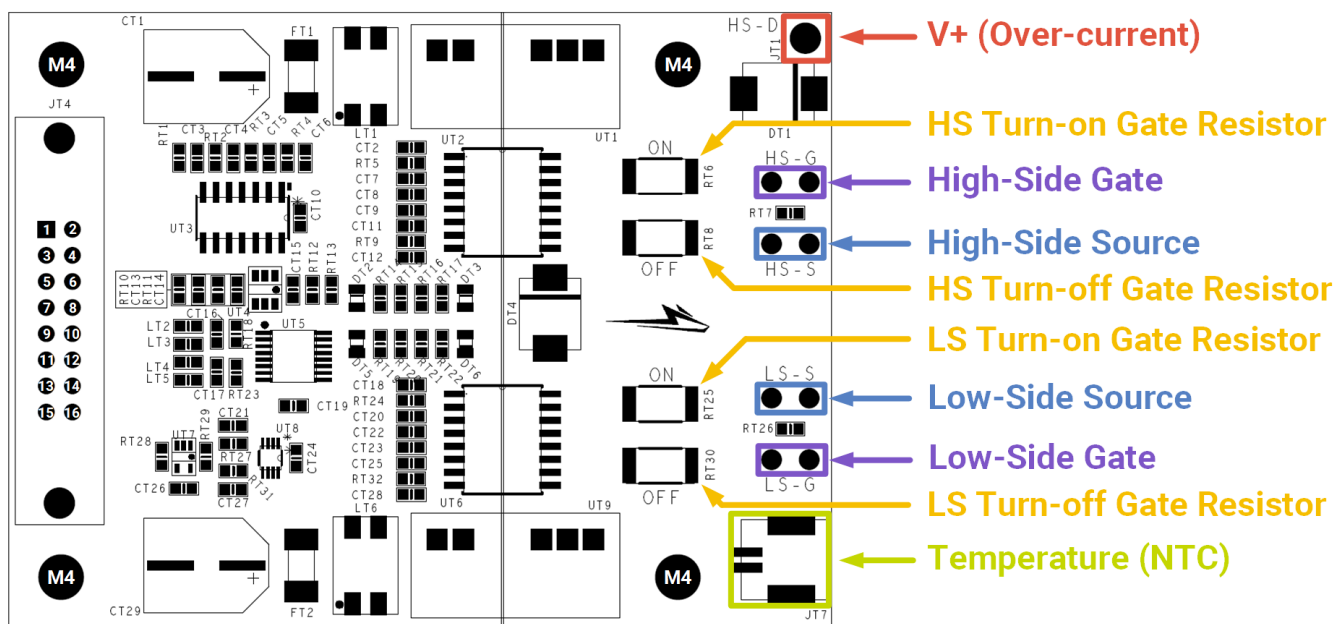 CT1
FT1
HS-D
JT1
V+ (Over-current)
M4
M4
JT4
RT1
CT3
RT2
CT4
RT3
CT5
RT4
CT6
LT1
CT2
RT5
CT7
CT8
CT9
CT11
RT9
CT12
UT2
UT1
DT1
HS Turn-on Gate Resistor
ON
RT6
HS-G
High-Side Gate
UT3
CT10
RT7
RT8
High-Side Source
OFF
HS-S
HS Turn-off Gate Resistor
1 2
3 4
5 6
7 8
9 10
11 12
13 14
15 16
RT10
CT13
RT11
CT14
CT15
RT12
RT13
DT2
RT14
RT15
RT16
RT17
DT3
DT4
CT16
UT4
RT18
LT2
LT3
LT4
LT5
UT5
CT17
RT23
DT5
RT19
RT20
RT21
RT22
DT6
LS Turn-on Gate Resistor
ON
RT25
LS-S
Low-Side Source
CT18
RT24
CT20
CT22
CT23
CT25
RT32
CT28
CT19
RT26
RT28
UT7
RT29
CT21
RT27
RT31
CT27
UT8
CT24
CT26
RT30
Low-Side Gate
OFF
LS-G
LS Turn-off Gate Resistor
LT6
UT6
UT9
M4
M4
Temperature (NTC)
CT29
FT2
JT7